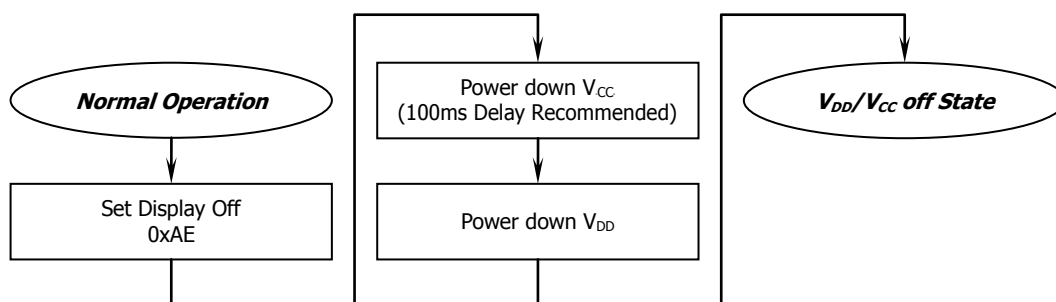 Normal Operation
Set Display Off
0xAE
Power down VCC
(100ms Delay Recommended)
Power down VDD
VDD/VCC off State